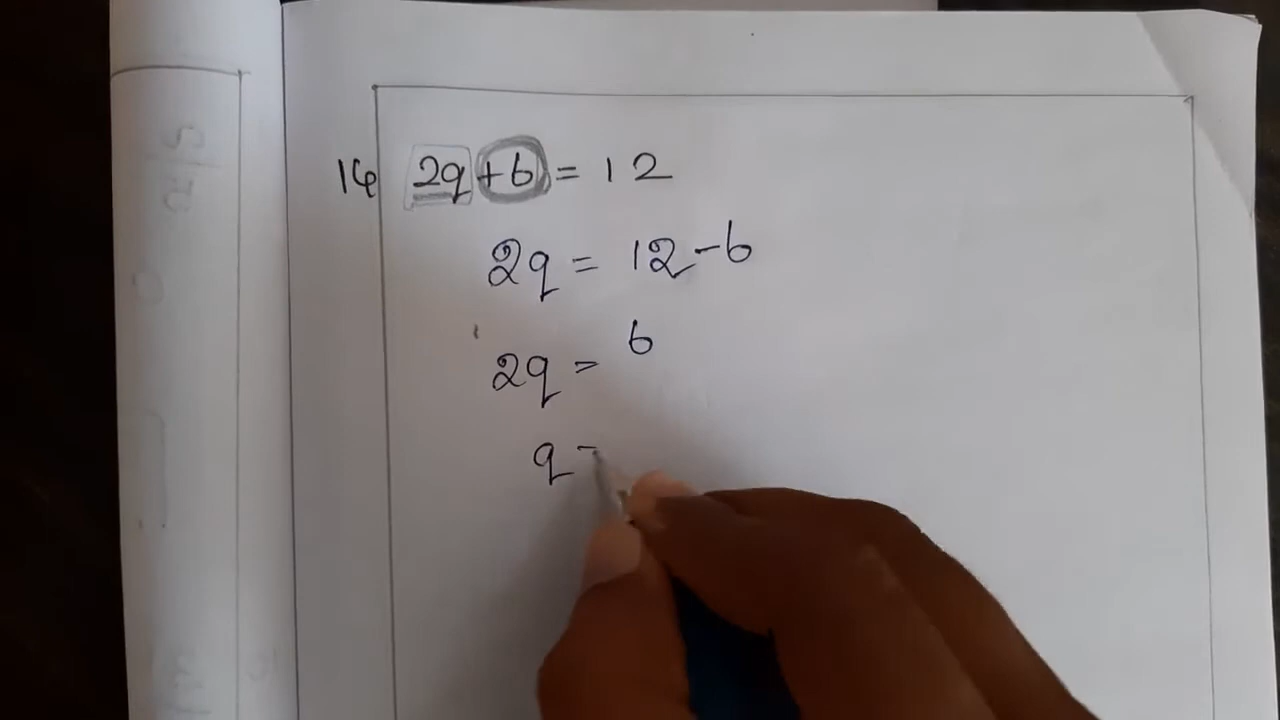 14 2q + 6 = 12
2q = 12 - 6
2q = 6
q =